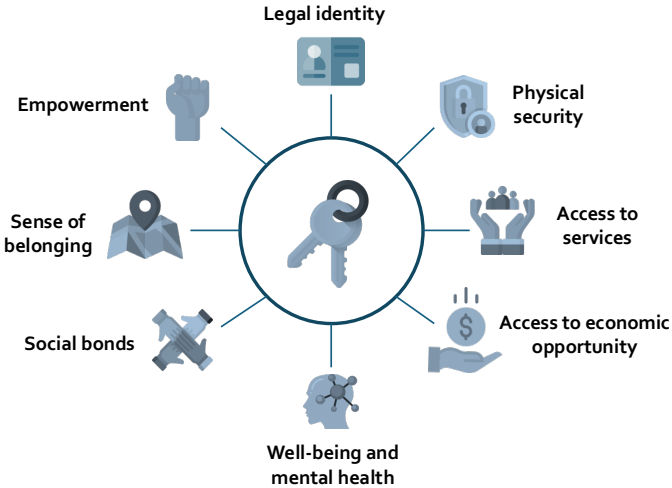 Legal identity
Empowerment
Physical
security
Sense of
belonging
Access to
services
Social bonds
Access to economic
opportunity
Well-being and
mental health
$